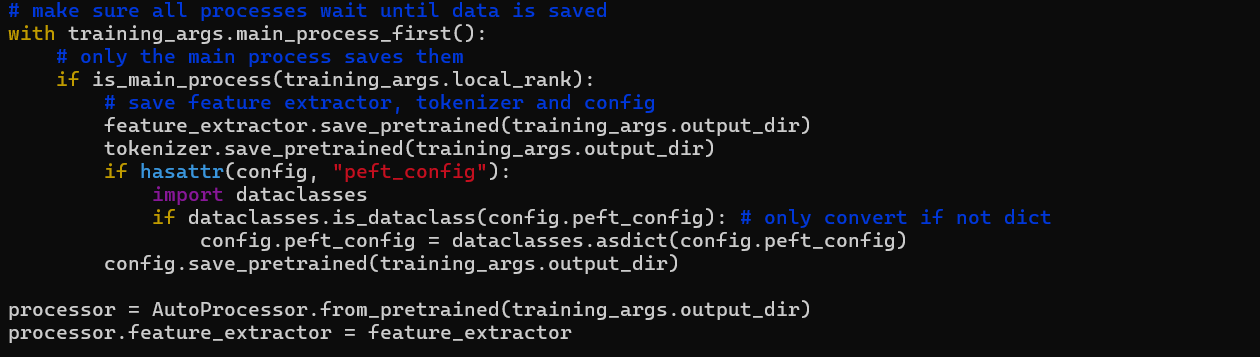 # make sure all processes wait until data is saved
with training_args.main_process_first():
    # only the main process saves them
    if is_main_process(training_args.local_rank):
        # save feature extractor, tokenizer and config
        feature_extractor.save_pretrained(training_args.output_dir)
        tokenizer.save_pretrained(training_args.output_dir)
        if hasattr(config, "peft_config"):
            import dataclasses
            if dataclasses.is_dataclass(config.peft_config): # only convert if not dict
                config.peft_config = dataclasses.asdict(config.peft_config)
        config.save_pretrained(training_args.output_dir)

processor = AutoProcessor.from_pretrained(training_args.output_dir)
processor.feature_extractor = feature_extractor